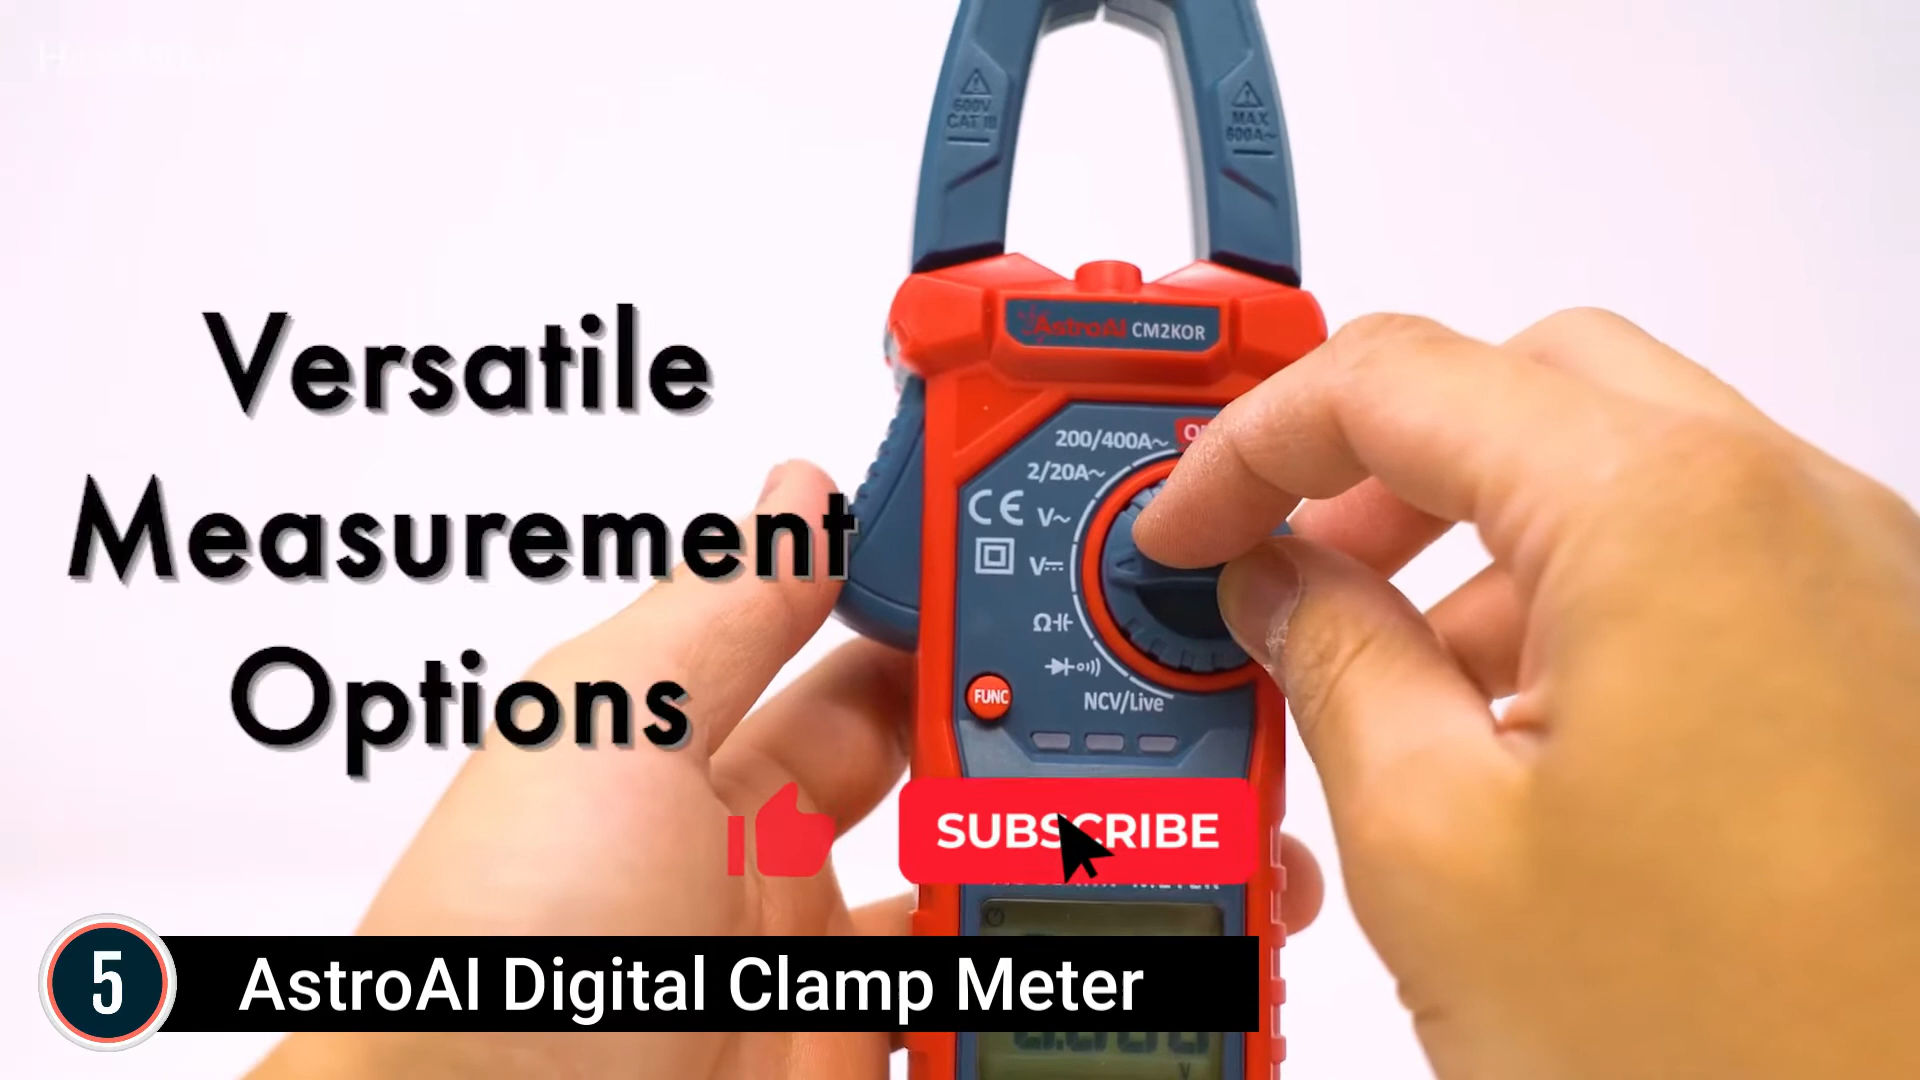 600V
CAT III
MAX
600A~
AstroAI CM2KOR
200/400A~
2/20A~
CE
V~
V⎓
Ω
FUNC
NCV/Live
Versatile
Measurement
Options
SUBSCRIBE
METER
5
AstroAI Digital Clamp Meter